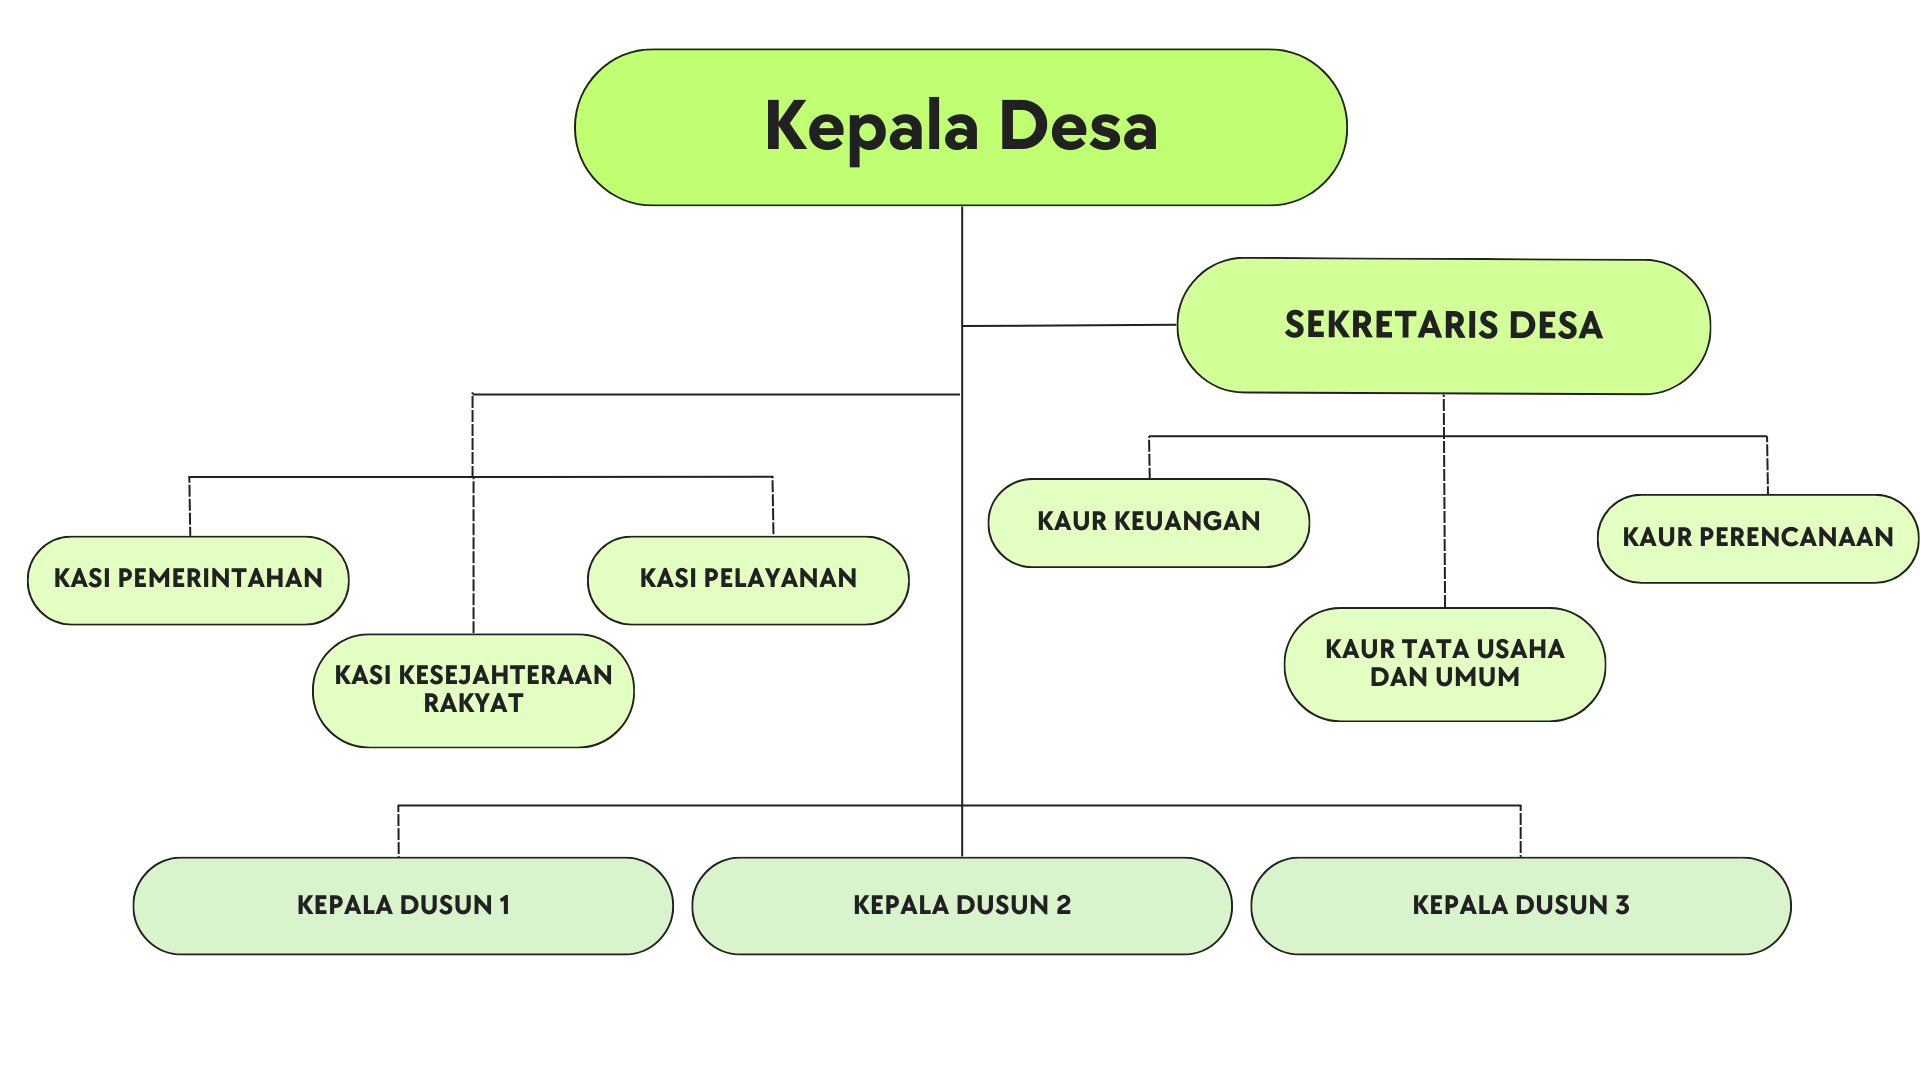 Kepala Desa
SEKRETARIS DESA
KAUR KEUANGAN
KAUR PERENCANAAN
KASI PEMERINTAHAN
KASI PELAYANAN
KAUR TATA USAHA
DAN UMUM
KASI KESEJAHTERAAN
RAKYAT
KEPALA DUSUN 1
KEPALA DUSUN 2
KEPALA DUSUN 3